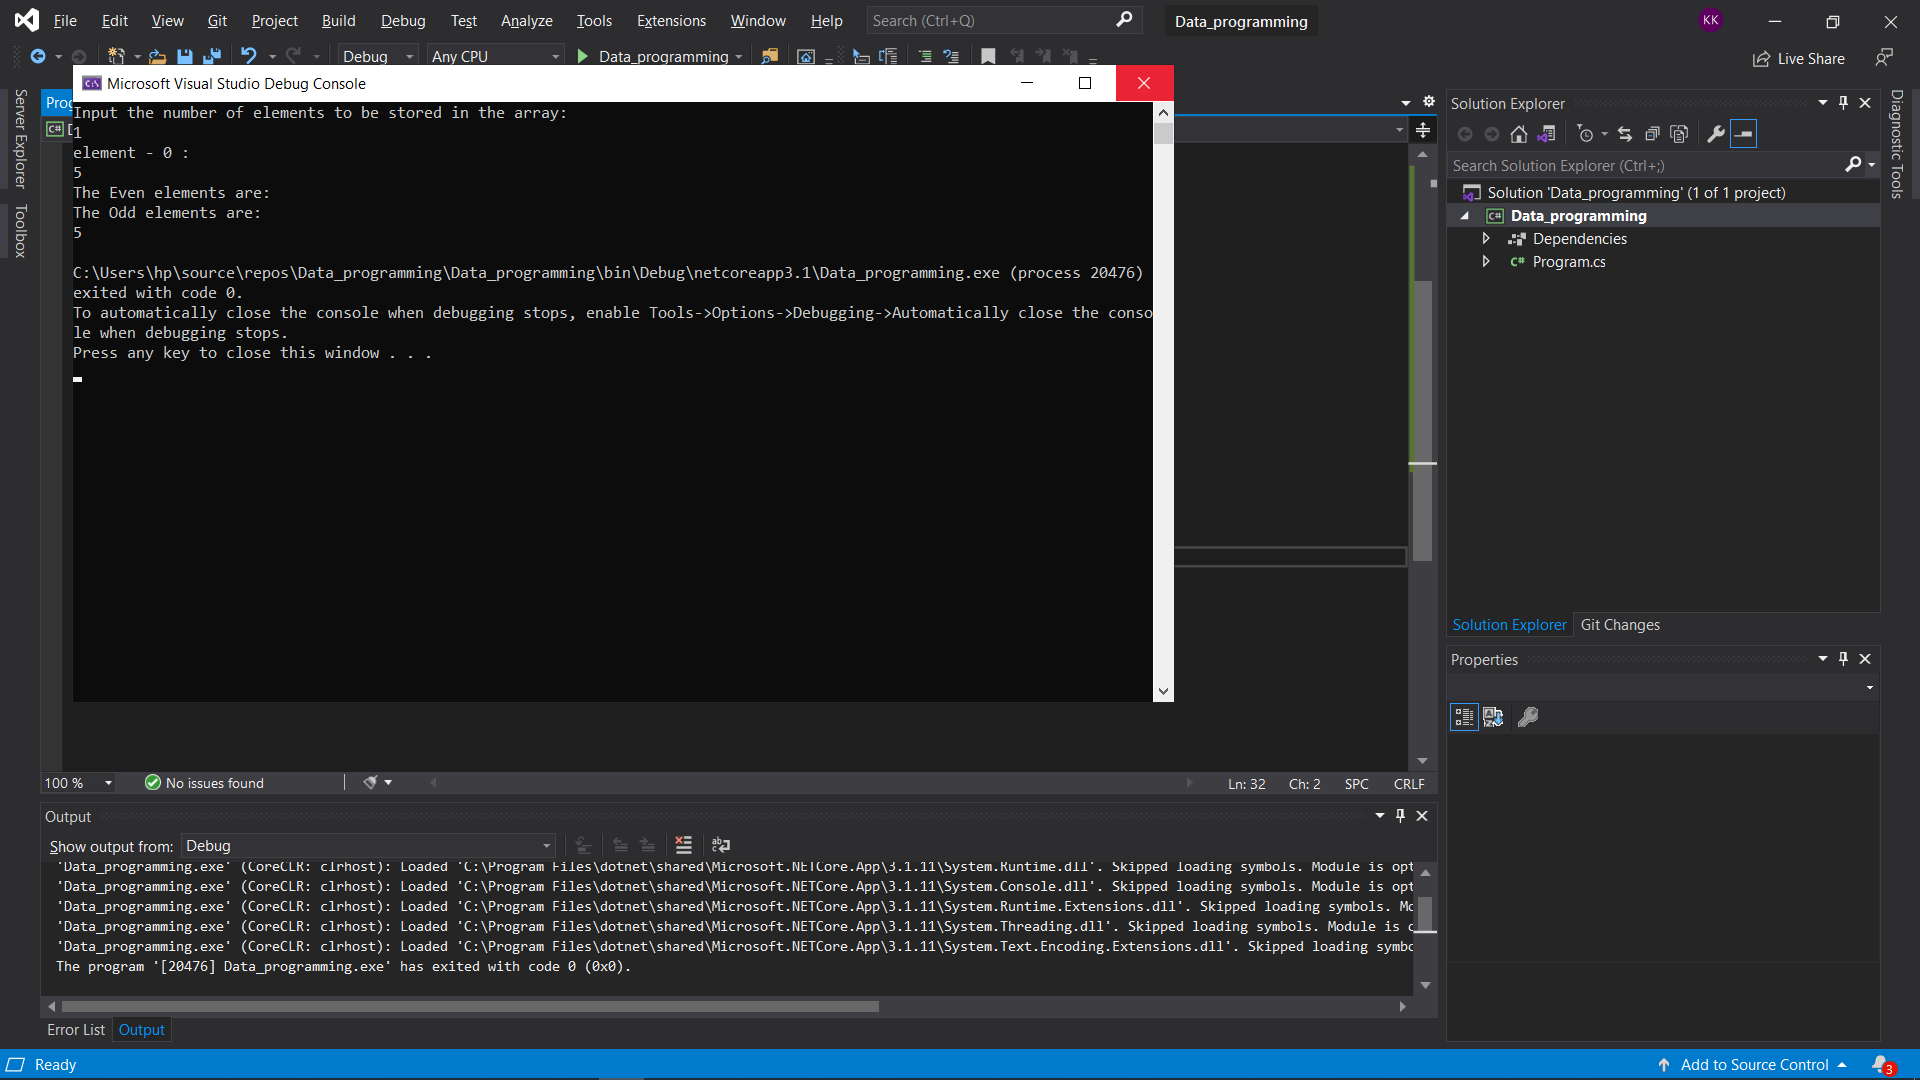 File Edit View Git Project Build Debug Test Analyze Tools Extensions Window Help Search (Ctrl+Q) Data_programming KK
Debug Any CPU Data_programming Live Share
Microsoft Visual Studio Debug Console
Input the number of elements to be stored in the array:
1
element - 0 :
5
The Even elements are:
The Odd elements are:
5
C:\Users\hp\source\repos\Data_programming\Data_programming\bin\Debug\netcoreapp3.1\Data_programming.exe (process 20476)
exited with code 0.
To automatically close the console when debugging stops, enable Tools->Options->Debugging->Automatically close the conso
le when debugging stops.
Press any key to close this window . . .
Server Explorer
Toolbox
Solution Explorer
Search Solution Explorer (Ctrl+;)
Solution 'Data_programming' (1 of 1 project)
C# Data_programming
Dependencies
C# Program.cs
Diagnostic Tools
Solution Explorer Git Changes
Properties
100 % No issues found Ln: 32 Ch: 2 SPC CRLF
Output
Show output from: Debug
'Data_programming.exe' (CoreCLR: clrhost): Loaded 'C:\Program Files\dotnet\shared\Microsoft.NETCore.App\3.1.11\System.Runtime.dll'. Skipped loading symbols. Module is opt
'Data_programming.exe' (CoreCLR: clrhost): Loaded 'C:\Program Files\dotnet\shared\Microsoft.NETCore.App\3.1.11\System.Console.dll'. Skipped loading symbols. Module is opt
'Data_programming.exe' (CoreCLR: clrhost): Loaded 'C:\Program Files\dotnet\shared\Microsoft.NETCore.App\3.1.11\System.Runtime.Extensions.dll'. Skipped loading symbols. Mo
'Data_programming.exe' (CoreCLR: clrhost): Loaded 'C:\Program Files\dotnet\shared\Microsoft.NETCore.App\3.1.11\System.Threading.dll'. Skipped loading symbols. Module is
'Data_programming.exe' (CoreCLR: clrhost): Loaded 'C:\Program Files\dotnet\shared\Microsoft.NETCore.App\3.1.11\System.Text.Encoding.Extensions.dll'. Skipped loading symbo
The program '[20476] Data_programming.exe' has exited with code 0 (0x0).
Error List Output
Ready Add to Source Control 3